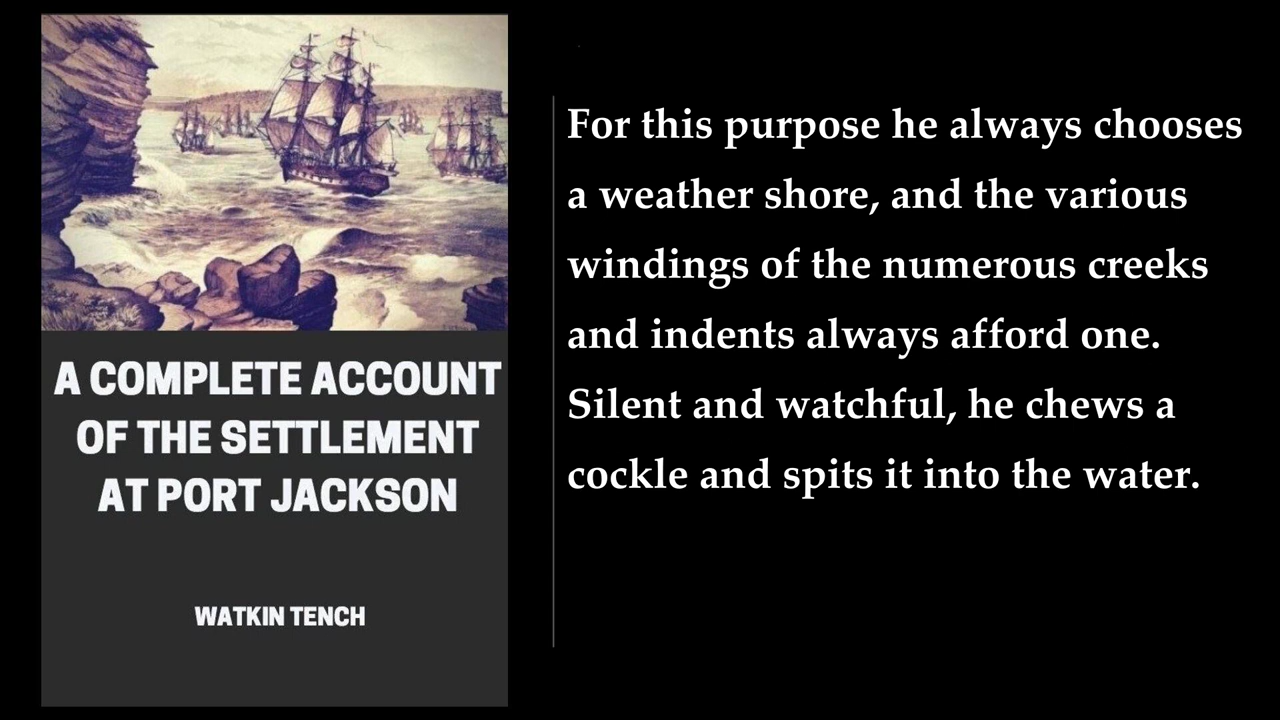 A COMPLETE ACCOUNT
OF THE SETTLEMENT
AT PORT JACKSON
WATKIN TENCH
For this purpose he always chooses
a weather shore, and the various
windings of the numerous creeks
and indents always afford one.
Silent and watchful, he chews a
cockle and spits it into the water.